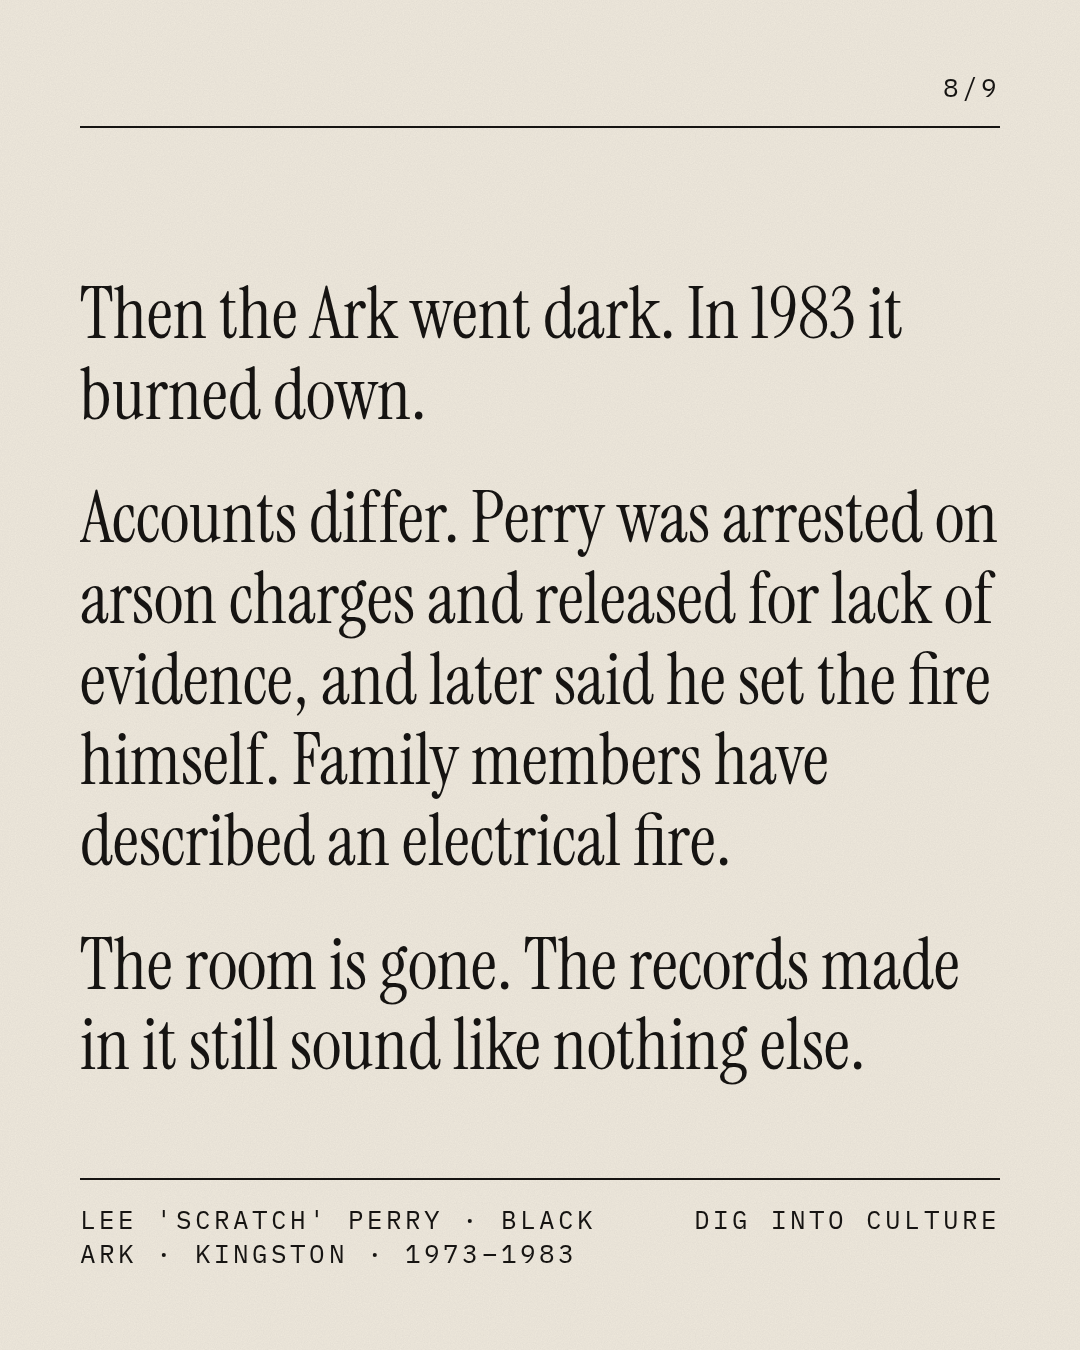 8/9
Then the Ark went dark. In 1983 it
burned down.
Accounts differ. Perry was arrested on
arson charges and released for lack of
evidence, and later said he set the fire
himself. Family members have
described an electrical fire.
The room is gone. The records made
in it still sound like nothing else.
LEE 'SCRATCH' PERRY · BLACK
ARK · KINGSTON · 1973–1983
DIG INTO CULTURE